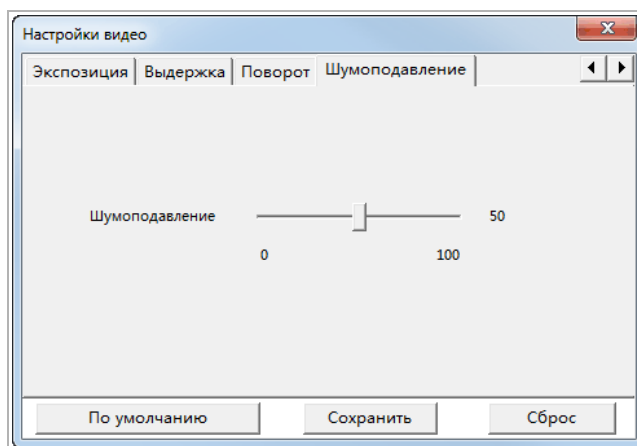 Настройки видео
Экспозиция Выдержка Поворот Шумоподавление
Шумоподавление 50
0 100
По умолчанию Сохранить Сброс